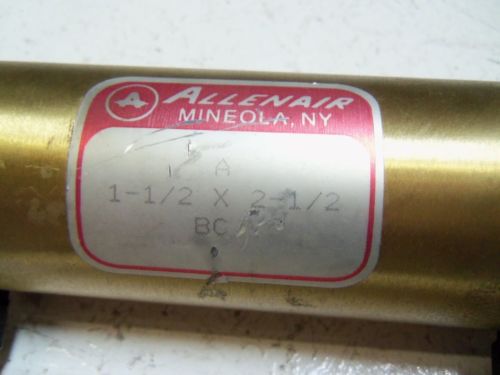 A ALLENAIR
MINEOLA, NY
A
1-1/2 X 2-1/2
BC